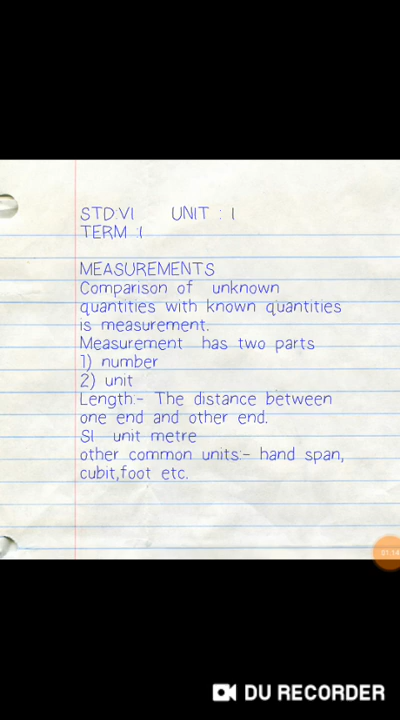 STD.VI UNIT : I
TERM :I
MEASUREMENTS
Comparison of unknown
quantities with known quantities
is measurement.
Measurement has two parts
1) number
2) unit
Length:- The distance between
one end and other end.
SI unit metre
other common units:- hand span,
cubit,foot etc.
01:14
DU RECORDER